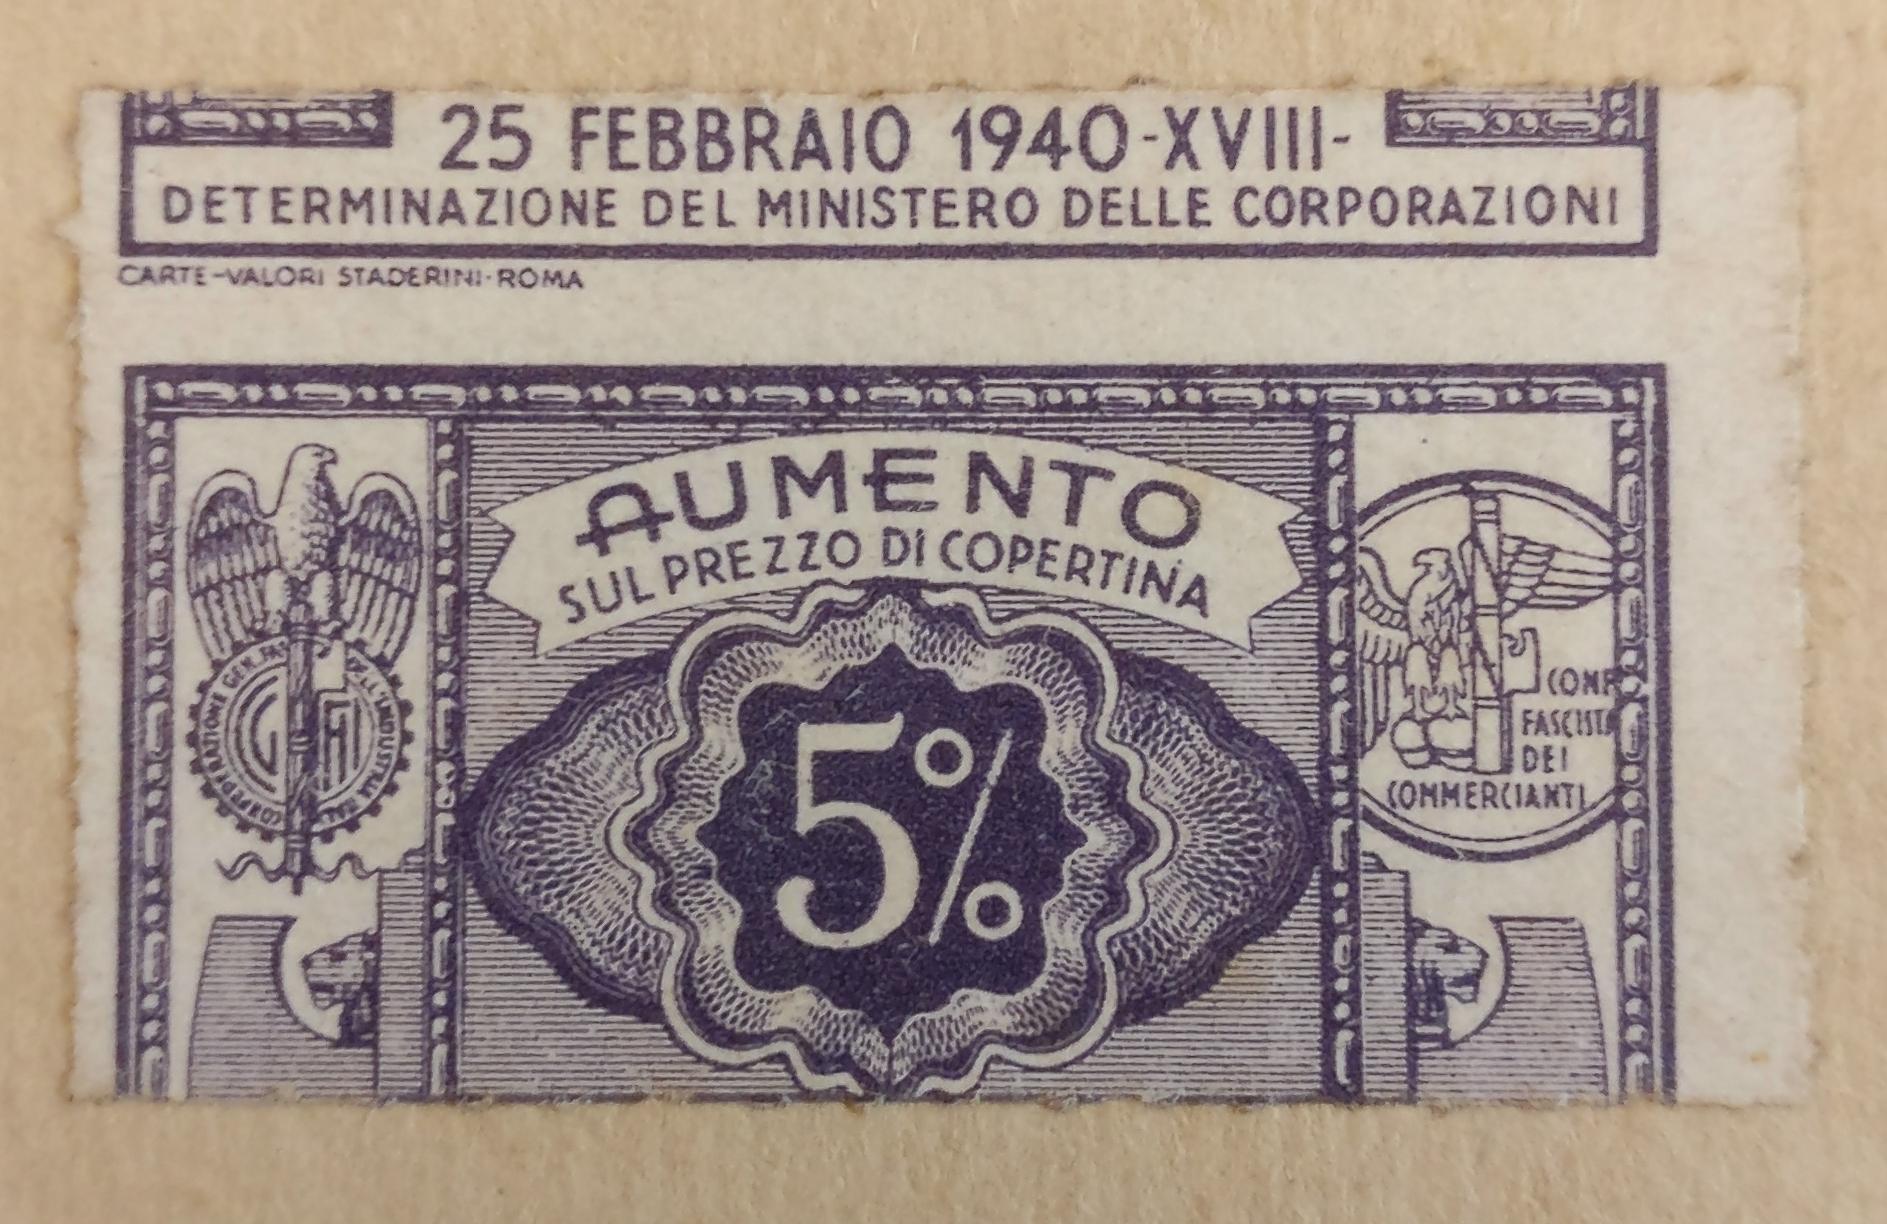 25 FEBBRAIO 1940-XVIII-
DETERMINAZIONE DEL MINISTERO DELLE CORPORAZIONI
CARTE-VALORI STADERINI-ROMA
AUMENTO
SUL PREZZO DI COPERTINA
5%
CONF
FASCISTA
DEI
COMMERCIANTI